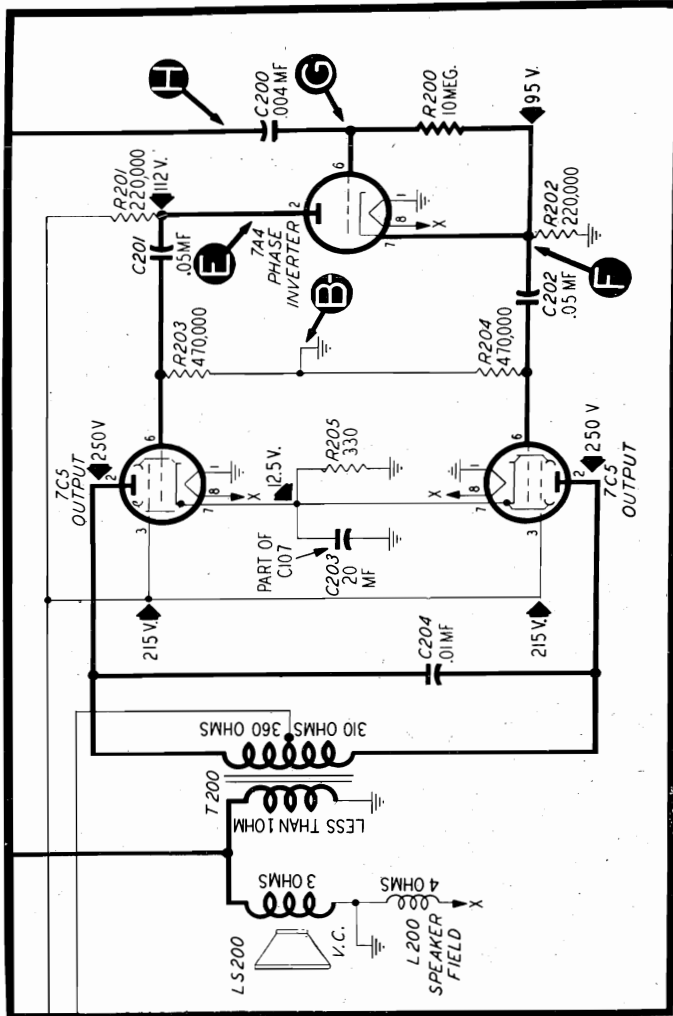 LS200
V.C.
3 OHMS
L200
SPEAKER
FIELD
4 OHMS
X
T 200
LESS THAN 1 OHM
360 OHMS
310 OHMS
C204
.01 MF
215 V.
215 V.
7C5
OUTPUT
250 V
2
3
6
1
8
7
X
PART OF
C107
C203
20
MF
12.5 V.
R205
330
7C5
OUTPUT
250 V
2
3
6
1
8
7
X
R203
470,000
B-
R204
470,000
C201
.05MF
R201
220,000
112 V.
E
7A4
PHASE
INVERTER
2
6
1
8
7
X
C202
.05 MF
F
R202
220,000
95 V.
H
C200
.004 MF
G
R200
10 MEG.